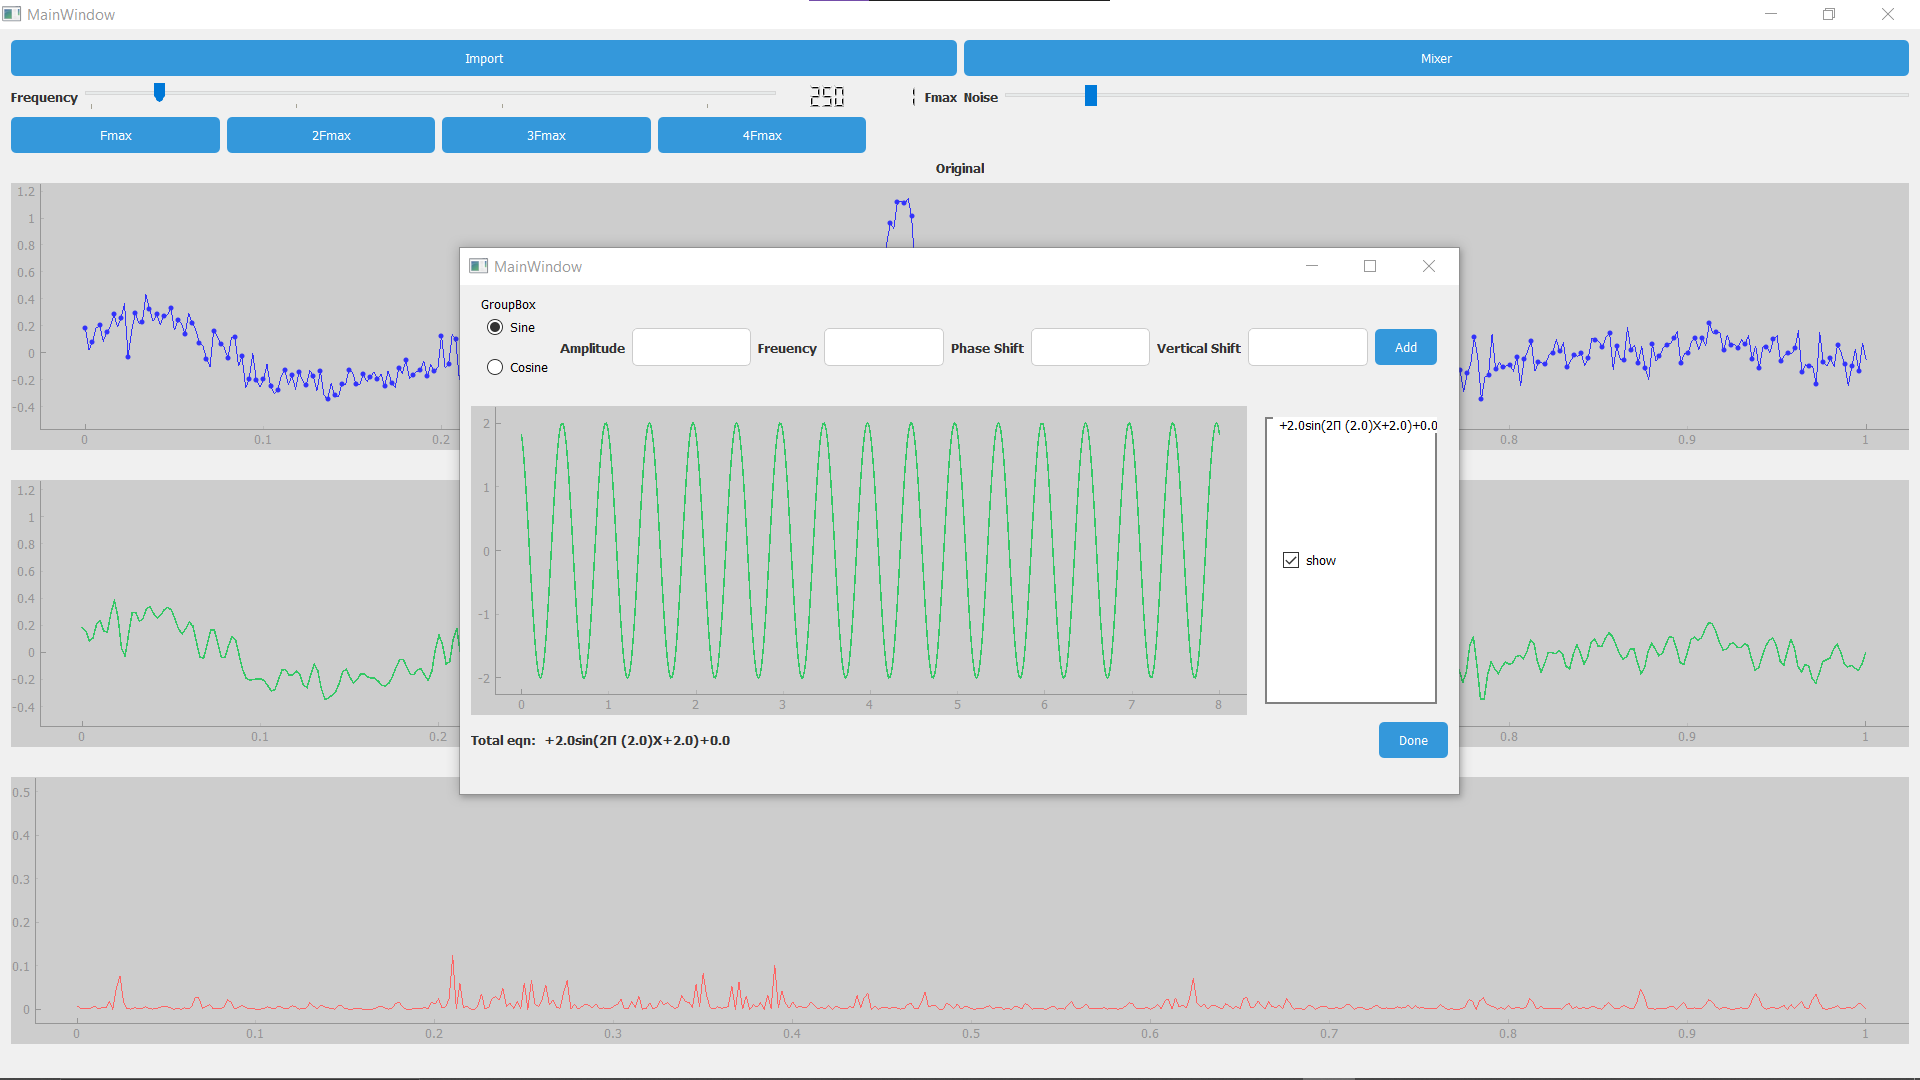 MainWindow
Import
Mixer
Frequency
250
1
Fmax Noise
Fmax
2Fmax
3Fmax
4Fmax
Original
1.2
1
0.8
0.6
0.4
0.2
0
-0.2
-0.4
0
0.1
0.2
0.8
0.9
1
MainWindow
GroupBox
Sine
Cosine
Amplitude
Freuency
Phase Shift
Vertical Shift
Add
2
1
0
-1
-2
0
1
2
3
4
5
6
7
8
+2.0sin(2Π (2.0)X+2.0)+0.0
show
Total eqn: +2.0sin(2Π (2.0)X+2.0)+0.0
Done
1.2
1
0.8
0.6
0.4
0.2
0
-0.2
-0.4
0
0.1
0.2
0.8
0.9
1
0.5
0.4
0.3
0.2
0.1
0
0
0.1
0.2
0.3
0.4
0.5
0.6
0.7
0.8
0.9
1